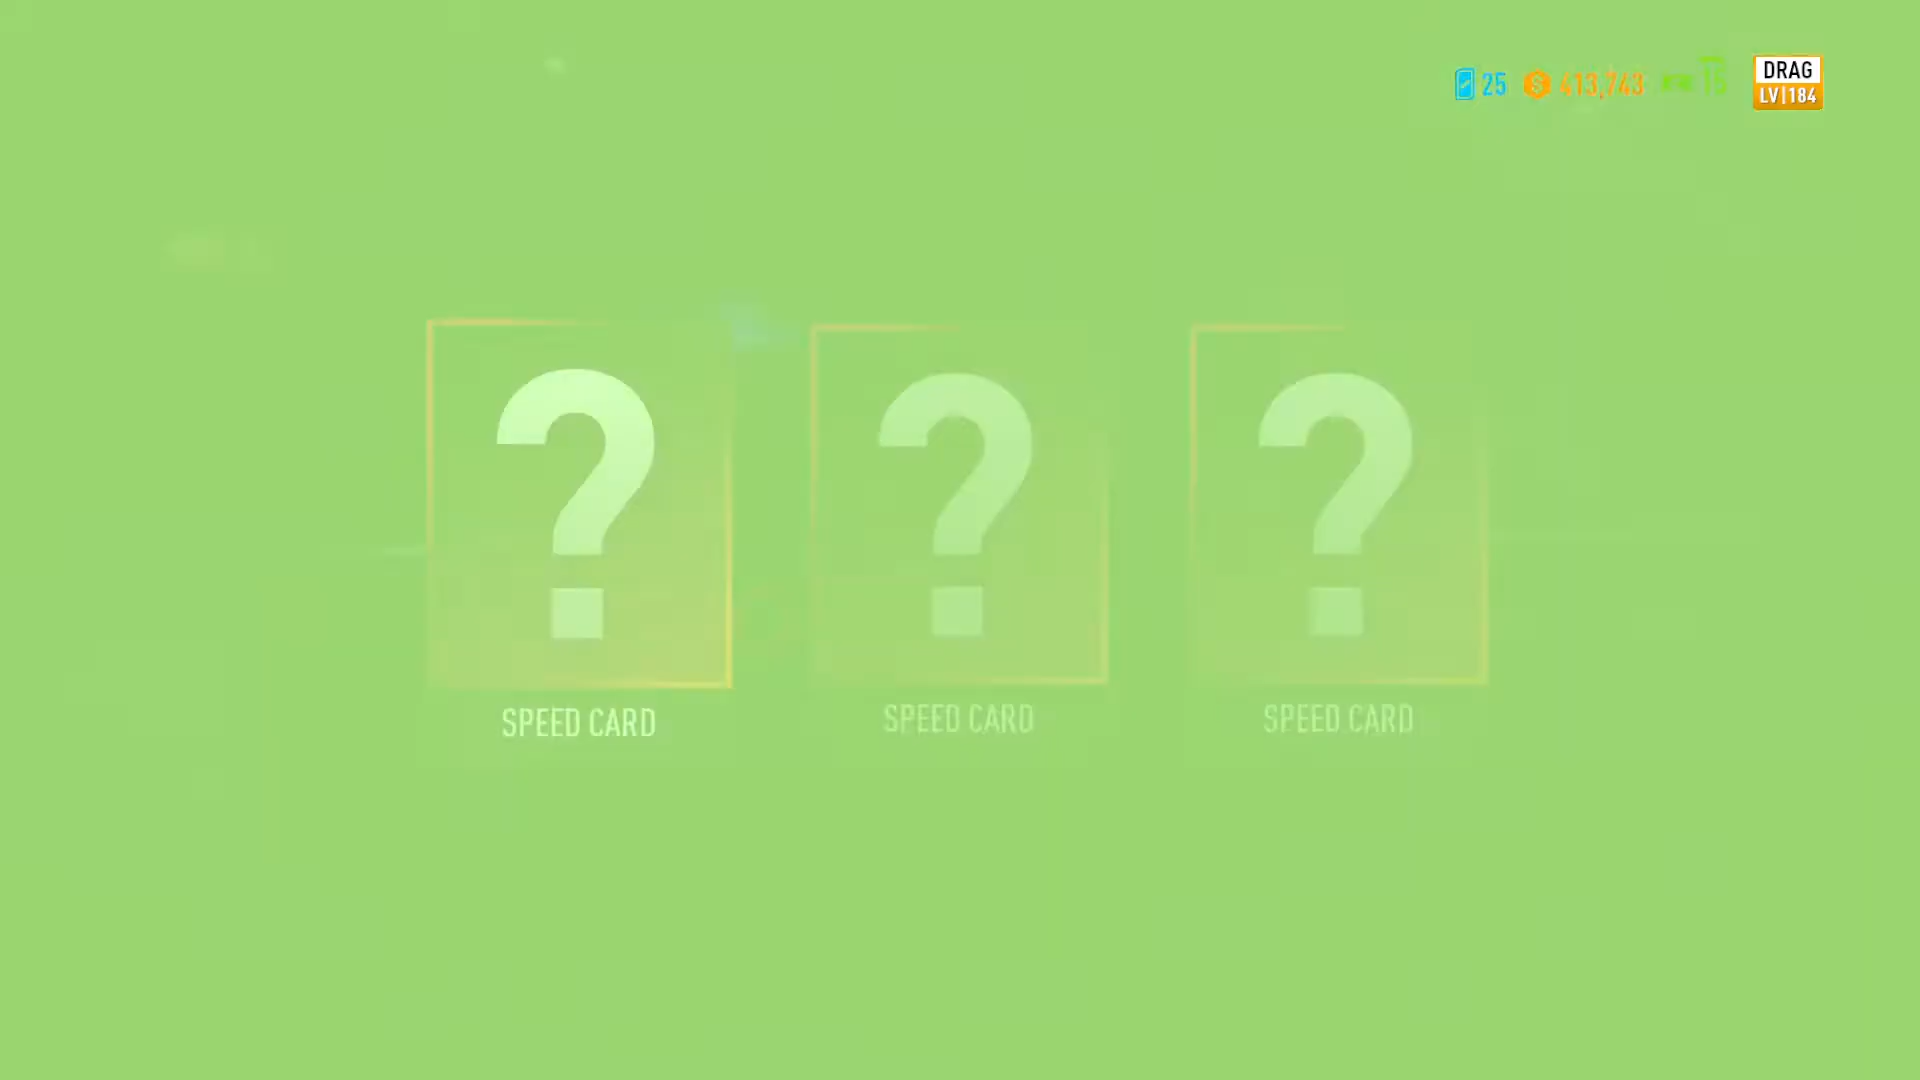 25 413,743 15
DRAG
LV|184
? ? ?
SPEED CARD SPEED CARD SPEED CARD